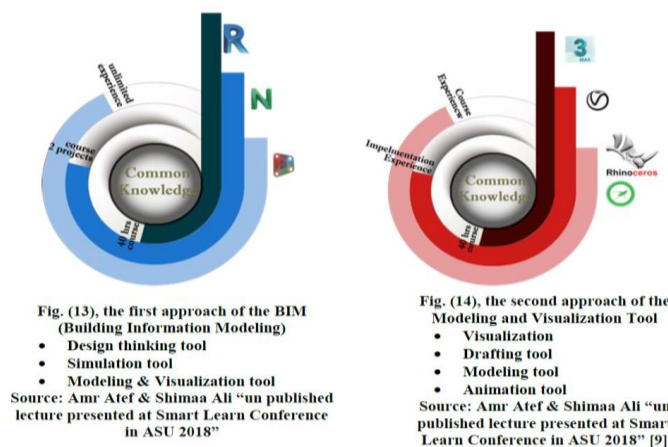 R
unlimited
experience
N
course
2 projects
Common
Knowledge
40 hrs
course
Fig. (13), the first approach of the BIM
(Building Information Modeling)
• Design thinking tool
• Simulation tool
• Modeling & Visualization tool
Source: Amr Atef & Shimaa Ali “un published
lecture presented at Smart Learn Conference
in ASU 2018”
3
MAX
Course
Experience
Impelmentation
Experience
Rhinoceros
Common
Knowledge
40 hrs
course
Fig. (14), the second approach of the
Modeling and Visualization Tool
• Visualization
• Drafting tool
• Modeling tool
• Animation tool
Source: Amr Atef & Shimaa Ali “un
published lecture presented at Smart
Learn Conference in ASU 2018” [9]